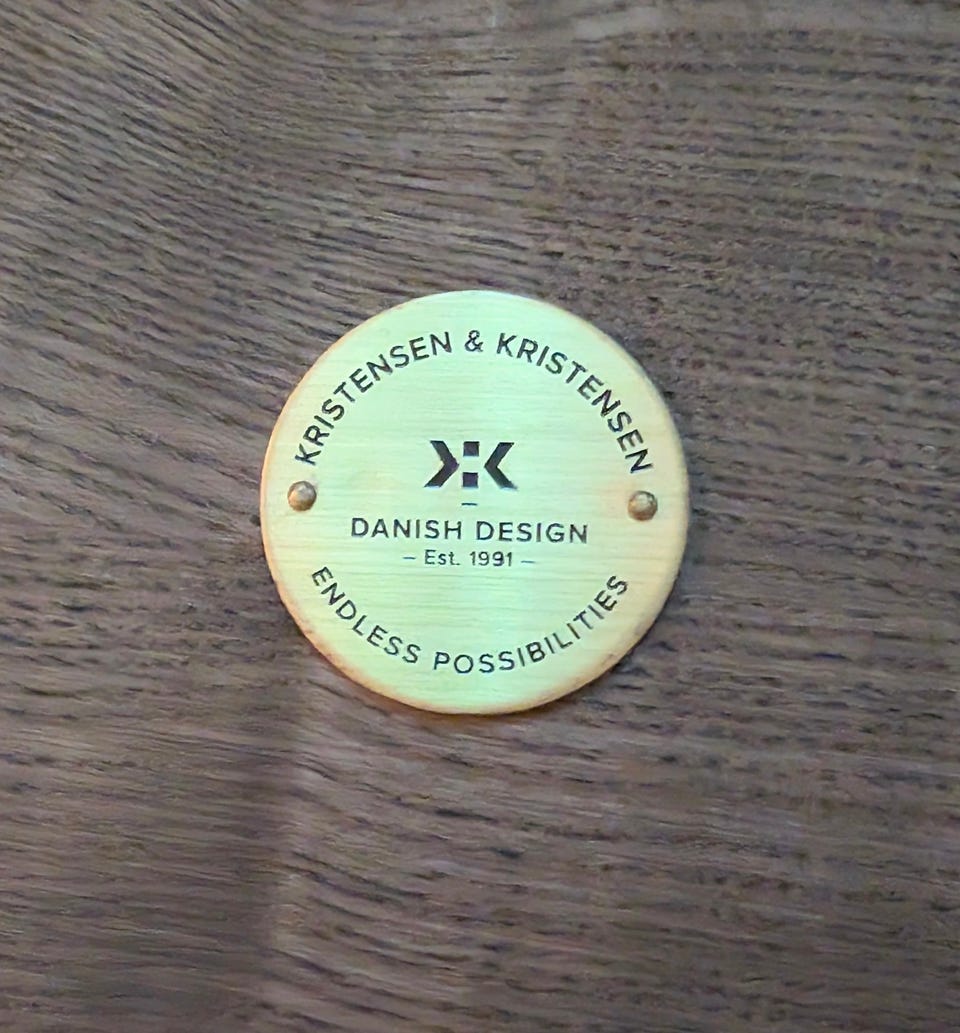 KRISTENSEN & KRISTENSEN
DANISH DESIGN
– Est. 1991 –
ENDLESS POSSIBILITIES